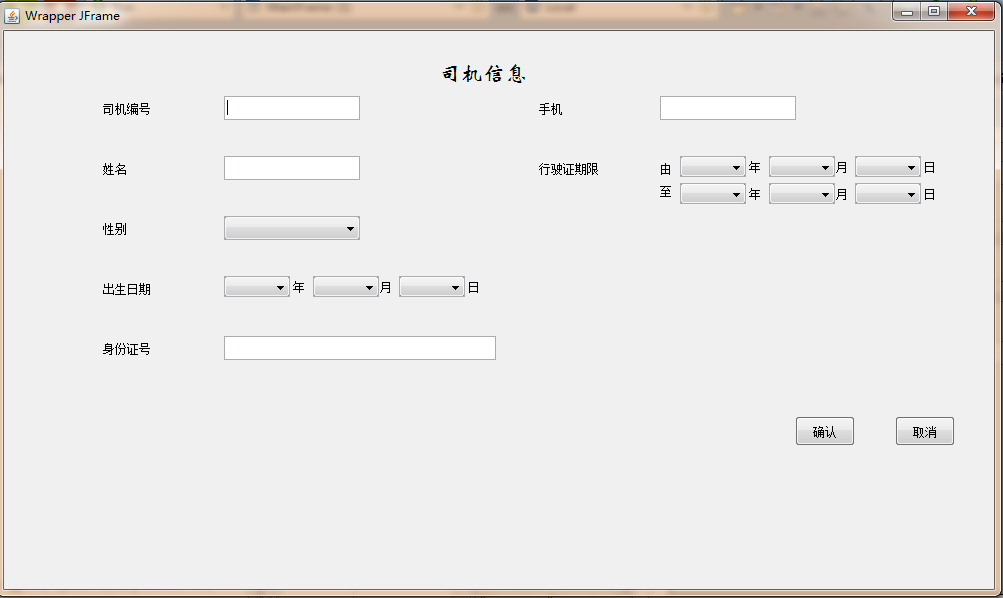 Wrapper JFrame
司机信息
司机编号
手机
姓名
行驶证期限
由 年 月 日
至 年 月 日
性别
出生日期 年 月 日
身份证号
确认 取消